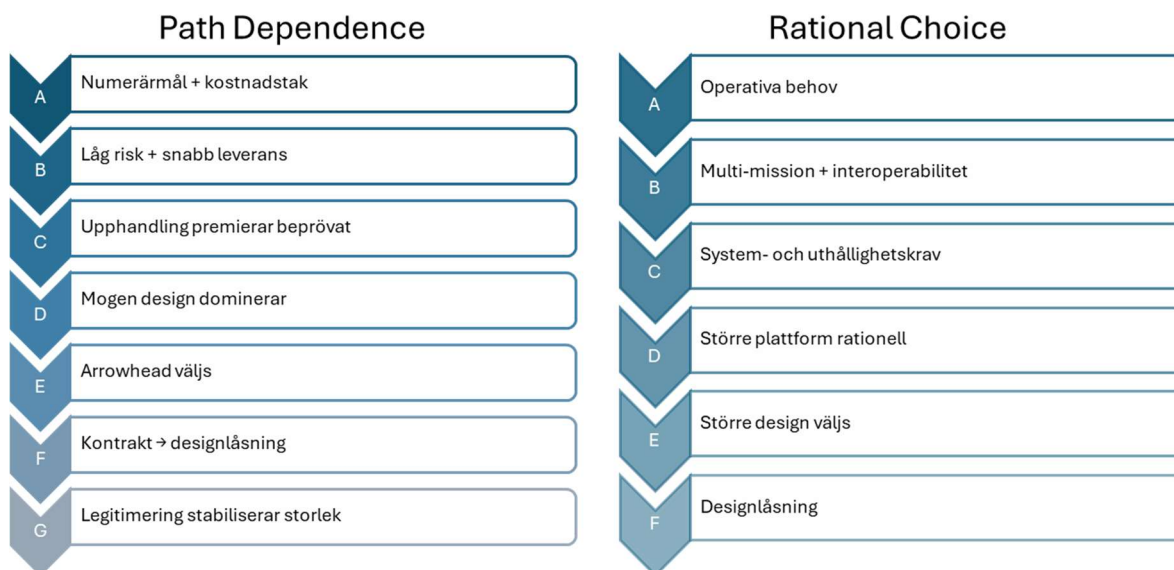 Path Dependence
A
Numerärmål + kostnadstak
B
Låg risk + snabb leverans
C
Upphandling premierar beprövat
D
Mogen design dominerar
E
Arrowhead väljs
F
Kontrakt → designlåsning
G
Legitimering stabiliserar storlek
Rational Choice
A
Operativa behov
B
Multi-mission + interoperabilitet
C
System- och uthållighetskrav
D
Större plattform rationell
E
Större design väljs
F
Designlåsning